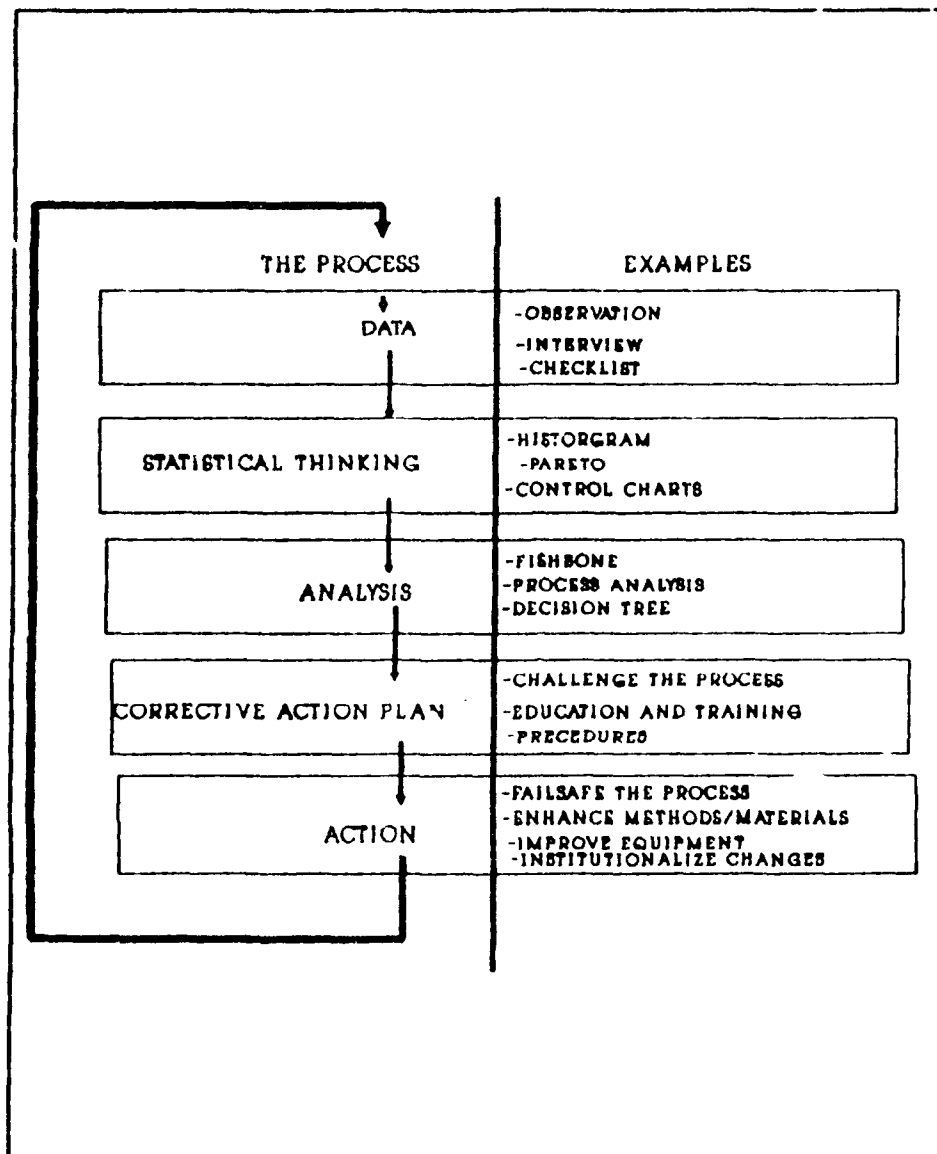 THE PROCESS
EXAMPLES
DATA
-OBSERVATION
-INTERVIEW
-CHECKLIST
STATISTICAL THINKING
-HISTORGRAM
-PARETO
-CONTROL CHARTS
ANALYSIS
-FISHBONE
-PROCESS ANALYSIS
-DECISION TREE
CORRECTIVE ACTION PLAN
-CHALLENGE THE PROCESS
-EDUCATION AND TRAINING
-PRECEDURES
ACTION
-FAILSAFE THE PROCESS
-ENHANCE METHODS/MATERIALS
-IMPROVE EQUIPMENT
-INSTITUTIONALIZE CHANGES